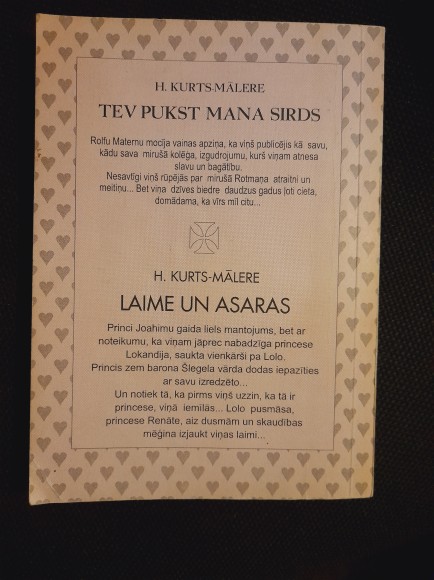 H. KURTS-MĀLERE
TEV PUKST MANA SIRDS
Rolfu Maternu mocīja vainas apziņa, ka viņš publicējis kā savu,
kādu sava mirušā kolēģa, izgudrojumu, kurš viņam atnesa
slavu un bagātību.
Nesavtīgi viņš rūpējās par mirušā Rotmaņa atraitni un
meitiņu... Bet viņa dzīves biedre daudzus gadus ļoti cieta,
domādama, ka vīrs mīl citu...
H. KURTS-MĀLERE
LAIME UN ASARAS
Princi Joahimu gaida liels mantojums, bet ar
noteikumu, ka viņam jāprec nabadzīga princese
Lokandija, saukta vienkārši pa Lolo.
Princis zem barona Šlegela vārda dodas iepazīties
ar savu izredzēto...
Un notiek tā, ka pirms viņš uzzin, ka tā ir
princese, viņā iemīlas... Lolo pusmāsa,
princese Renāte, aiz dusmām un skaudības
mēģina izjaukt viņas laimi...